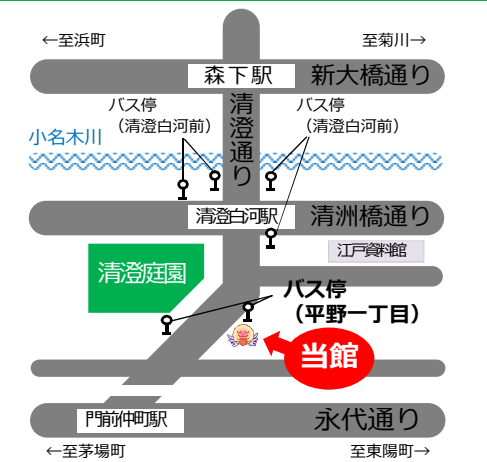 ←至浜町
至菊川→
森下駅
新大橋通り
バス停
（清澄白河前）
清澄通り
バス停
（清澄白河前）
小名木川
清澄白河駅
清洲橋通り
江戸資料館
清澄庭園
バス停
（平野一丁目）
当館
門前仲町駅
永代通り
←至茅場町
至東陽町→